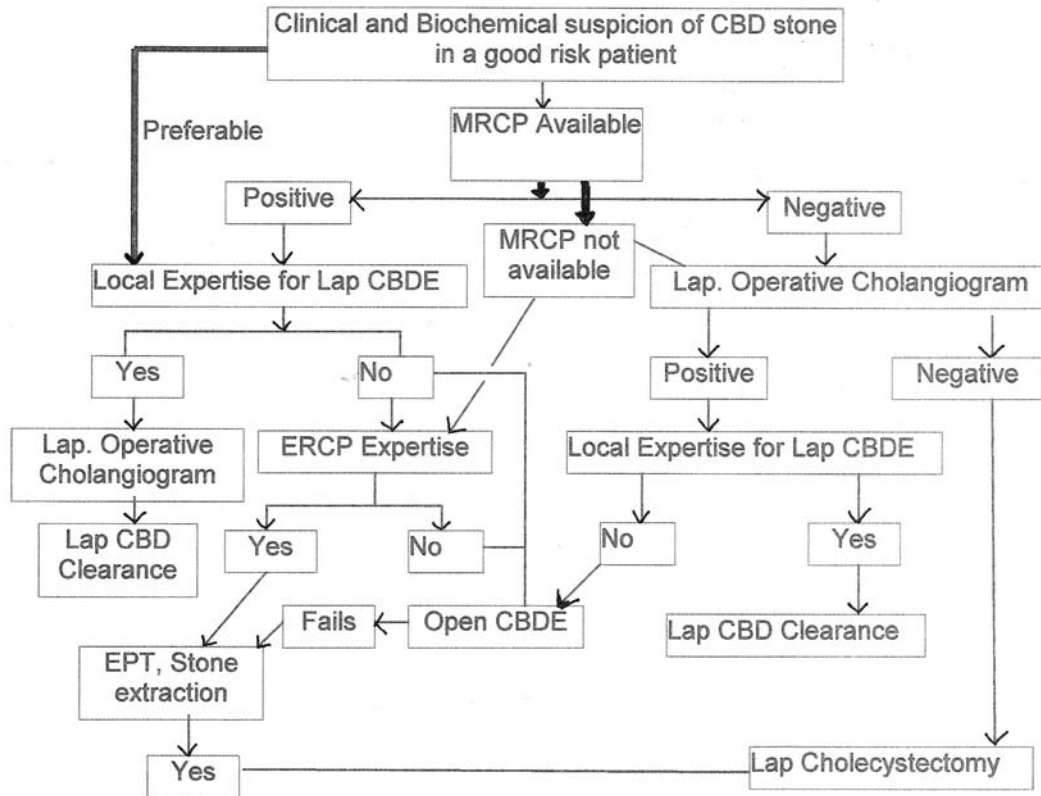 Clinical and Biochemical suspicion of CBD stone
in a good risk patient
Preferable
MRCP Available
Positive
Negative
MRCP not
available
Local Expertise for Lap CBDE
Lap. Operative Cholangiogram
Yes
No
Positive
Negative
Lap. Operative
Cholangiogram
ERCP Expertise
Local Expertise for Lap CBDE
Lap CBD
Clearance
Yes
No
No
Yes
Fails
Open CBDE
Lap CBD Clearance
EPT, Stone
extraction
Yes
Lap Cholecystectomy